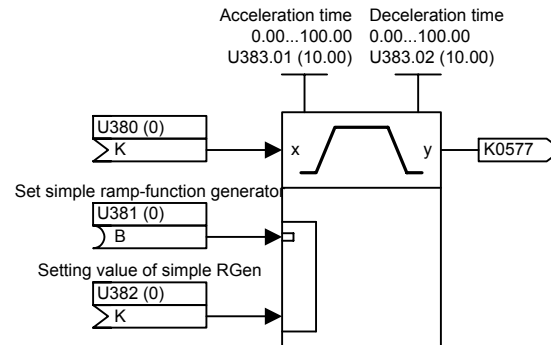 Acceleration time
0.00...100.00
U383.01 (10.00)
Deceleration time
0.00...100.00
U383.02 (10.00)
U380 (0)
K
x
y
K0577
Set simple ramp-function generator
U381 (0)
B
Setting value of simple RGen
U382 (0)
K